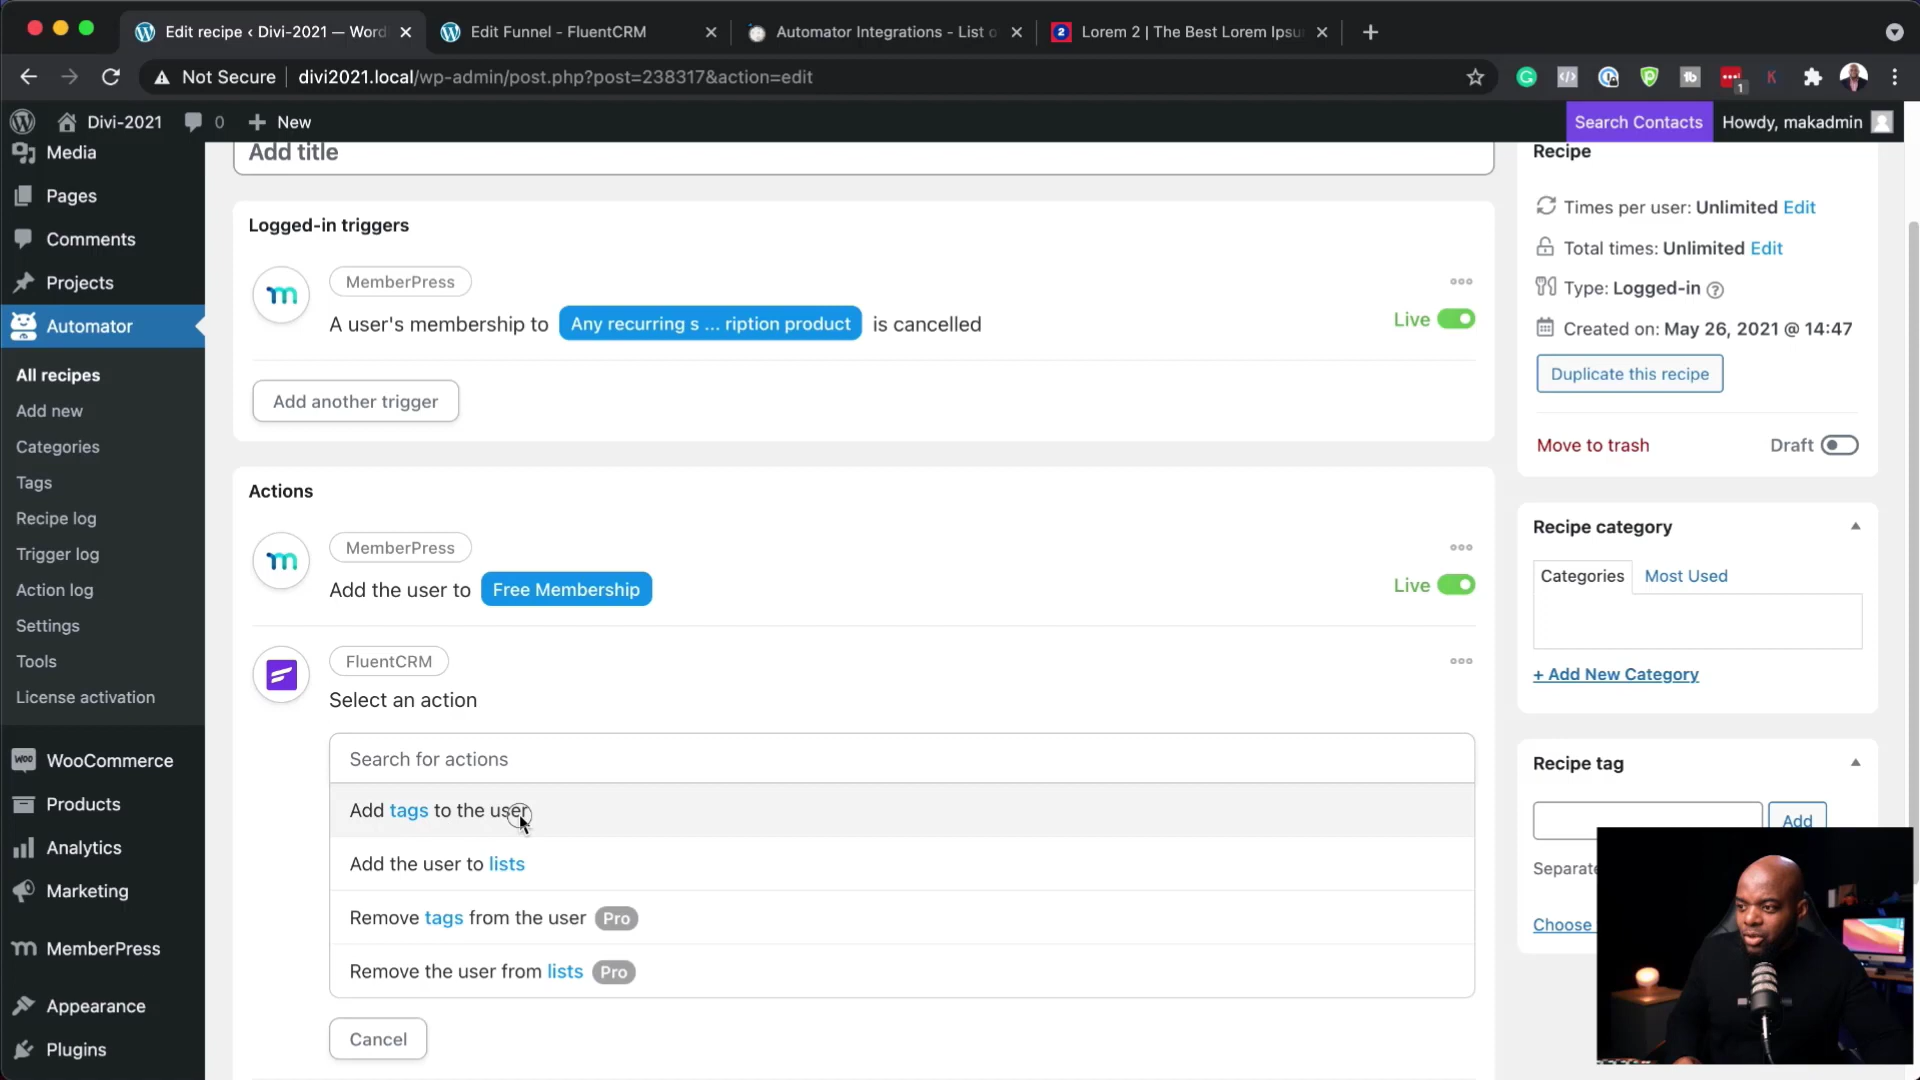 Edit recipe ‹ Divi-2021 — Word
Edit Funnel - FluentCRM
Automator Integrations - List o
Lorem 2 | The Best Lorem Ipsu
Not Secure
divi2021.local/wp-admin/post.php?post=238317&action=edit
1
Divi-2021
0
New
Search Contacts
Howdy, makadmin
Media
Pages
Comments
Projects
Automator
All recipes
Add new
Categories
Tags
Recipe log
Trigger log
Action log
Settings
Tools
License activation
WooCommerce
Products
Analytics
Marketing
MemberPress
Appearance
Plugins
Add title
Logged-in triggers
MemberPress
A user's membership to Any recurring s ... ription product is cancelled
Live
Add another trigger
Actions
MemberPress
Add the user to Free Membership
Live
FluentCRM
Select an action
Search for actions
Add tags to the user
Add the user to lists
Remove tags from the user Pro
Remove the user from lists Pro
Cancel
Recipe
Times per user: Unlimited Edit
Total times: Unlimited Edit
Type: Logged-in
Created on: May 26, 2021 @ 14:47
Duplicate this recipe
Move to trash
Draft
Recipe category
Categories
Most Used
+ Add New Category
Recipe tag
Add
Separate
Choose